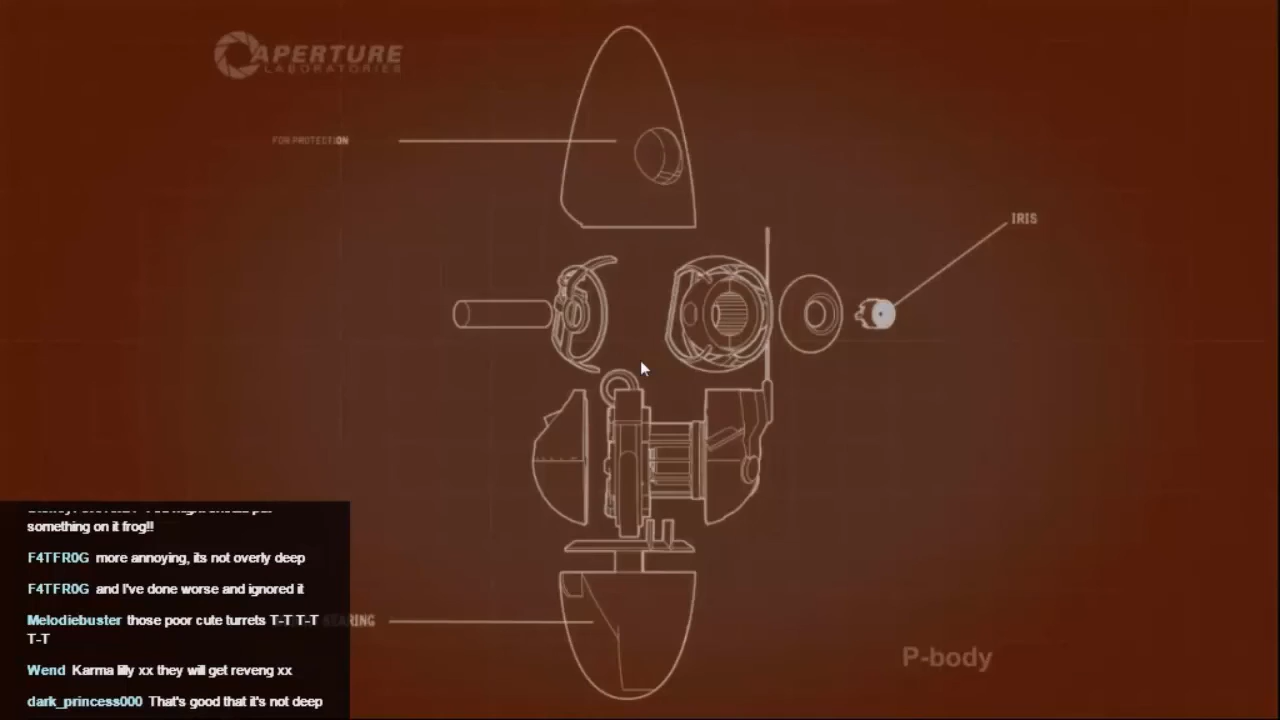 APERTURE
LABORATORIES
FOR PROTECTION
IRIS
something on it frog!!
F4TFR0G more annoying, its not overly deep
F4TFR0G and I've done worse and ignored it
Melodiebuster those poor cute turrets T-T T-T
T-T
Wend Karma lilly xx they will get reveng xx
dark_princess000 That's good that it's not deep
P-body